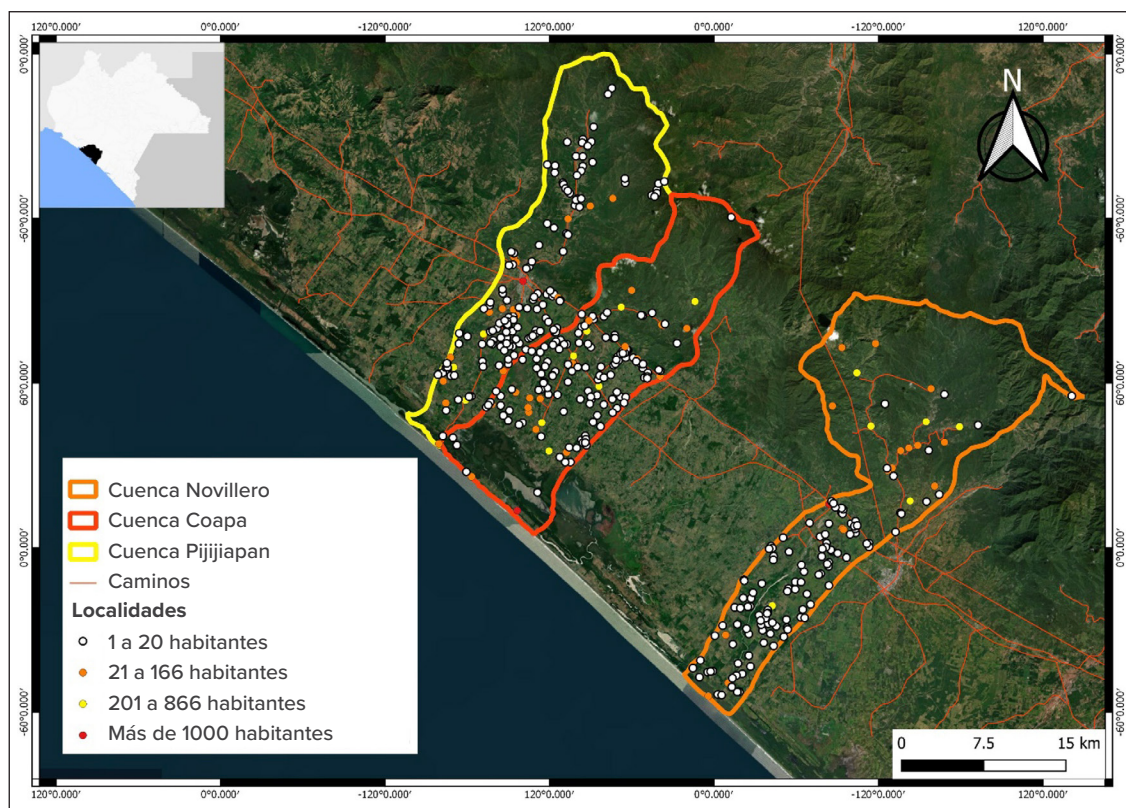 120°0.000′ 0°0.000′ -120°0.000′ 120°0.000′ 0°0.000′ -120°0.000′ 120°0.000′
0°0.000′
-60°0.000′
60°0.000′
0°0.000′
-60°0.000′
N
Cuenca Novillero
Cuenca Coapa
Cuenca Pijijiapan
Caminos
Localidades
1 a 20 habitantes
21 a 166 habitantes
201 a 866 habitantes
Más de 1000 habitantes
0 7.5 15 km
0°0.000′
-60°0.000′
60°0.000′
0°0.000′
-60°0.000′
120°0.000′ 0°0.000′ -120°0.000′ 120°0.000′ 0°0.000′ -120°0.000′ 120°0.000′